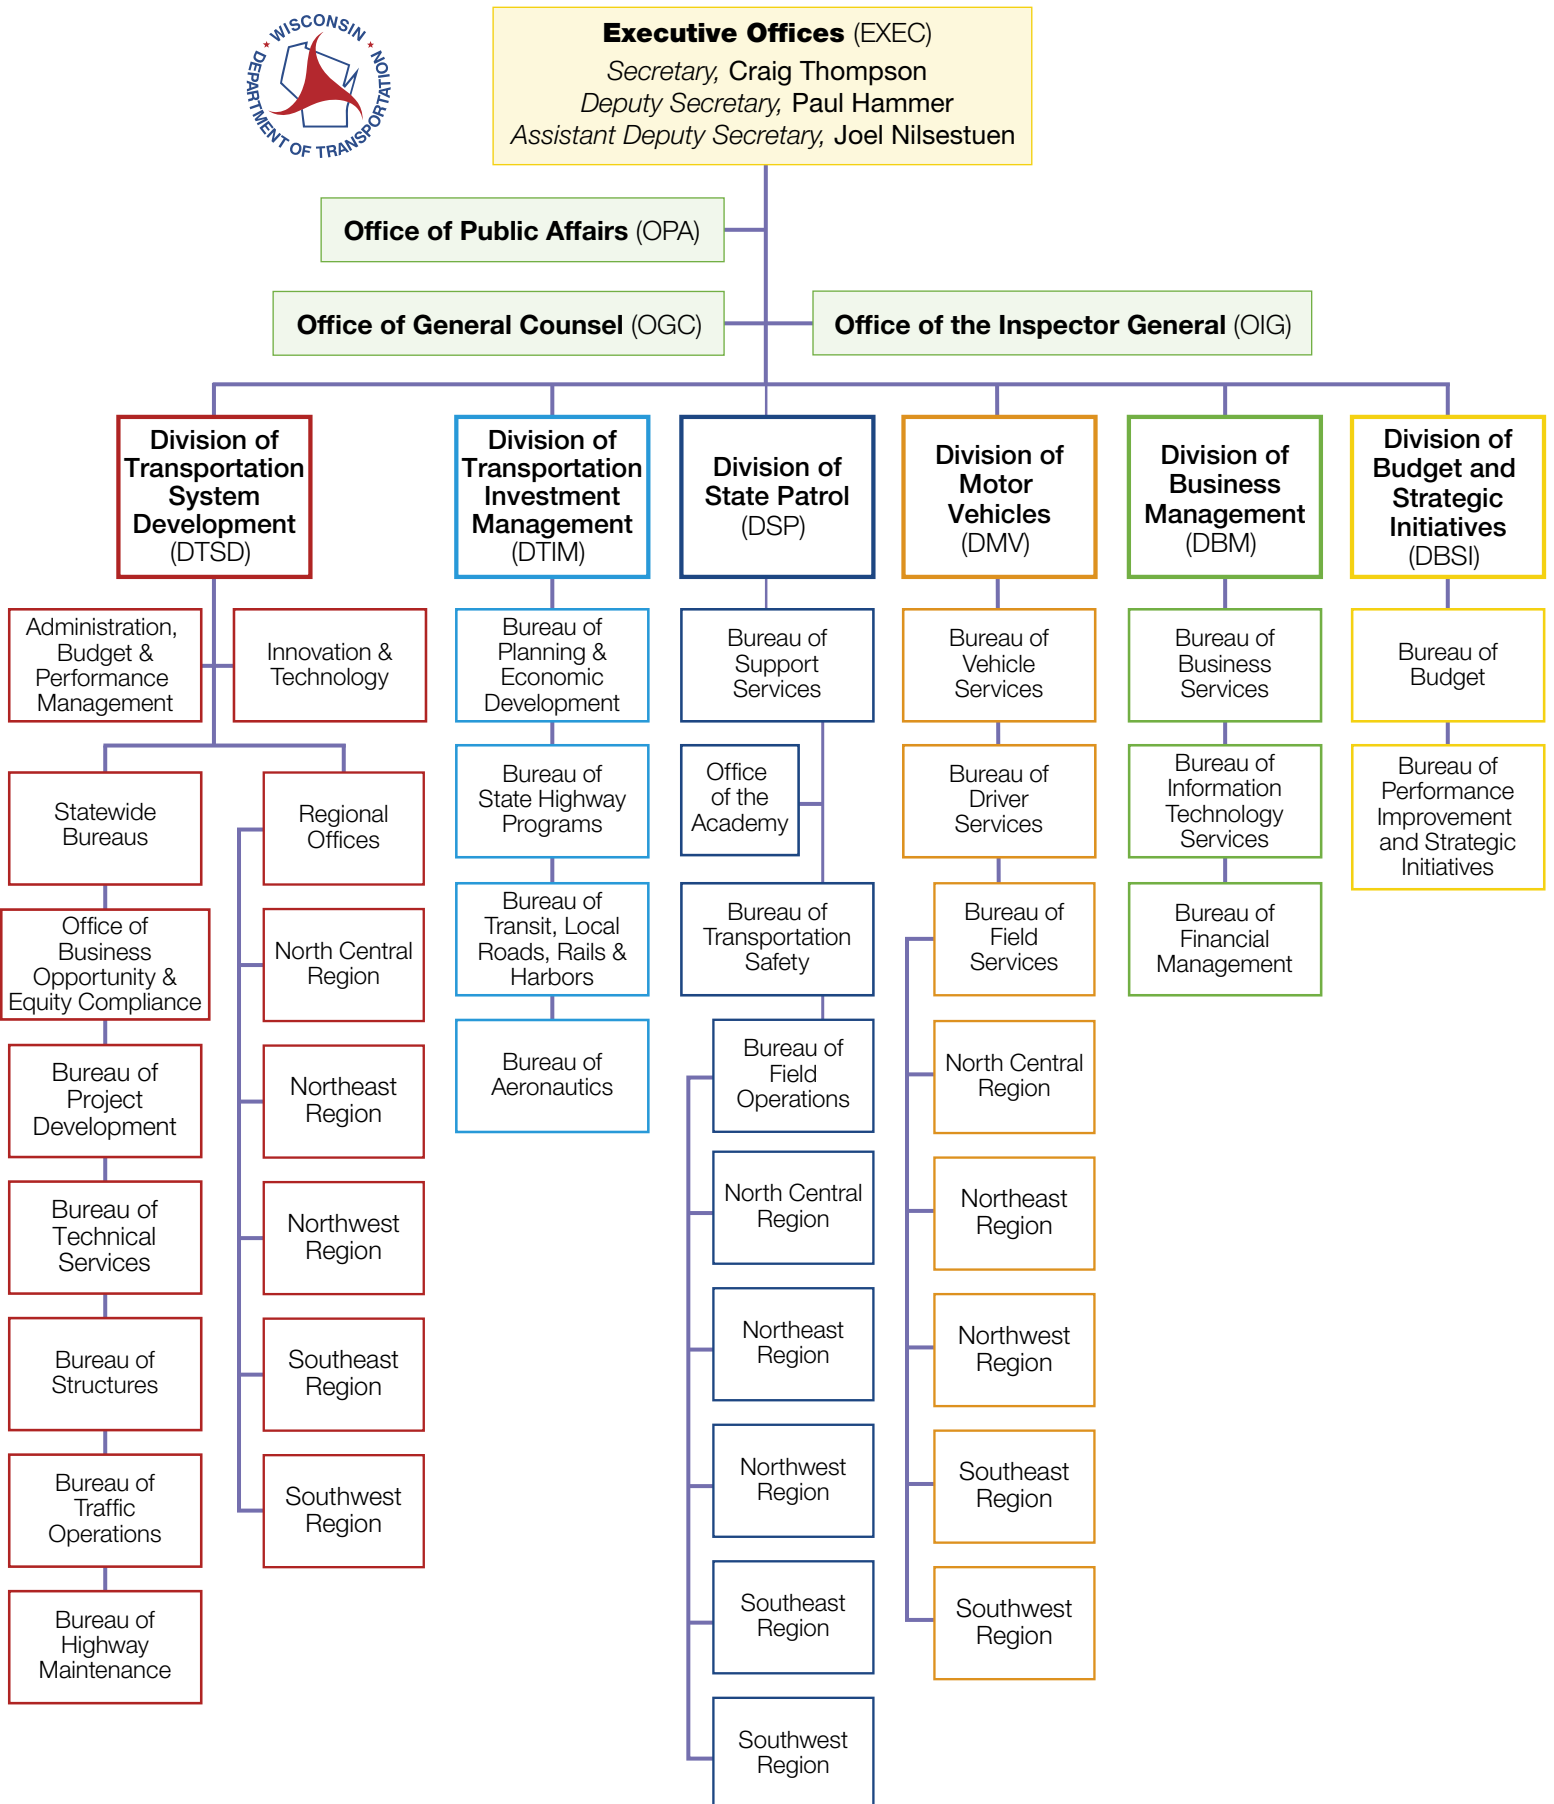 WISCONSIN
DEPARTMENT OF TRANSPORTATION
Executive Offices (EXEC)
Secretary, Craig Thompson
Deputy Secretary, Paul Hammer
Assistant Deputy Secretary, Joel Nilsestuen
Office of Public Affairs (OPA)
Office of General Counsel (OGC)
Office of the Inspector General (OIG)
Division of
Transportation
System
Development
(DTSD)
Division of
Transportation
Investment
Management
(DTIM)
Division of
State Patrol
(DSP)
Division of
Motor
Vehicles
(DMV)
Division of
Business
Management
(DBM)
Division of
Budget and
Strategic
Initiatives
(DBSI)
Administration,
Budget &
Performance
Management
Innovation &
Technology
Statewide
Bureaus
Office of
Business
Opportunity &
Equity Compliance
Bureau of
Project
Development
Bureau of
Technical
Services
Bureau of
Structures
Bureau of
Traffic
Operations
Bureau of
Highway
Maintenance
Regional
Offices
North Central
Region
Northeast
Region
Northwest
Region
Southeast
Region
Southwest
Region
Bureau of
Planning &
Economic
Development
Bureau of
State Highway
Programs
Bureau of
Transit, Local
Roads, Rails &
Harbors
Bureau of
Aeronautics
Bureau of
Support
Services
Office
of the
Academy
Bureau of
Transportation
Safety
Bureau of
Field
Operations
North Central
Region
Northeast
Region
Northwest
Region
Southeast
Region
Southwest
Region
Bureau of
Vehicle
Services
Bureau of
Driver
Services
Bureau of
Field
Services
North Central
Region
Northeast
Region
Northwest
Region
Southeast
Region
Southwest
Region
Bureau of
Business
Services
Bureau of
Information
Technology
Services
Bureau of
Financial
Management
Bureau of
Budget
Bureau of
Performance
Improvement
and Strategic
Initiatives